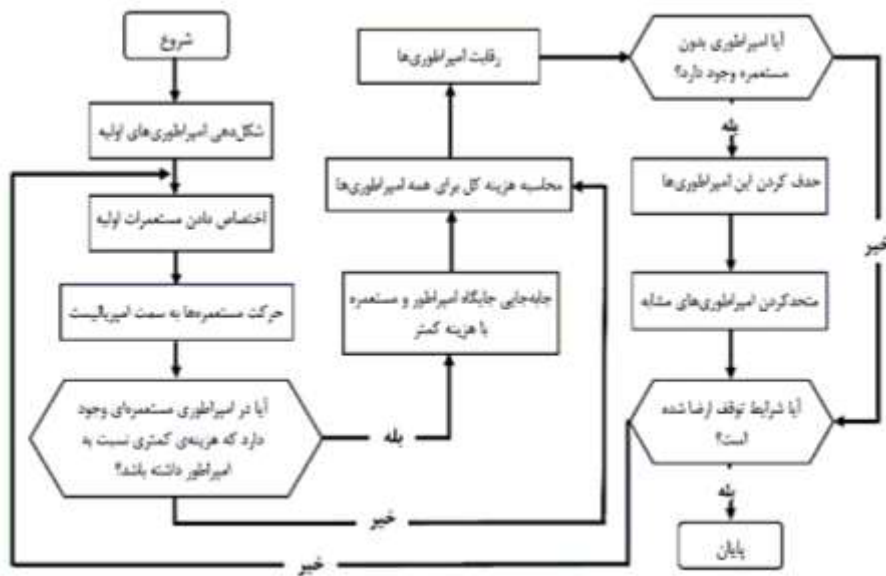 شروع
شکل‌دهی امپراطوری‌های اولیه
اختصاص دادن مستعمرات اولیه
حرکت مستعمره‌ها به سمت امپریالیست
آیا در امپراطوری مستعمره‌ای وجود
دارد که هزینه‌ی کمتری نسبت به
امپراطور داشته باشد؟
بله
خیر
جابه‌جایی جایگاه امپراطور و مستعمره
با هزینه کمتر
محاسبه هزینه کل برای همه امپراطوری‌ها
رقابت امپراطوری‌ها
آیا امپراطوری بدون
مستعمره وجود دارد؟
بله
خیر
حذف کردن این امپراطوری‌ها
متحدکردن امپراطوری‌های مشابه
آیا شرایط توقف ارضا شده
است؟
بله
خیر
پایان